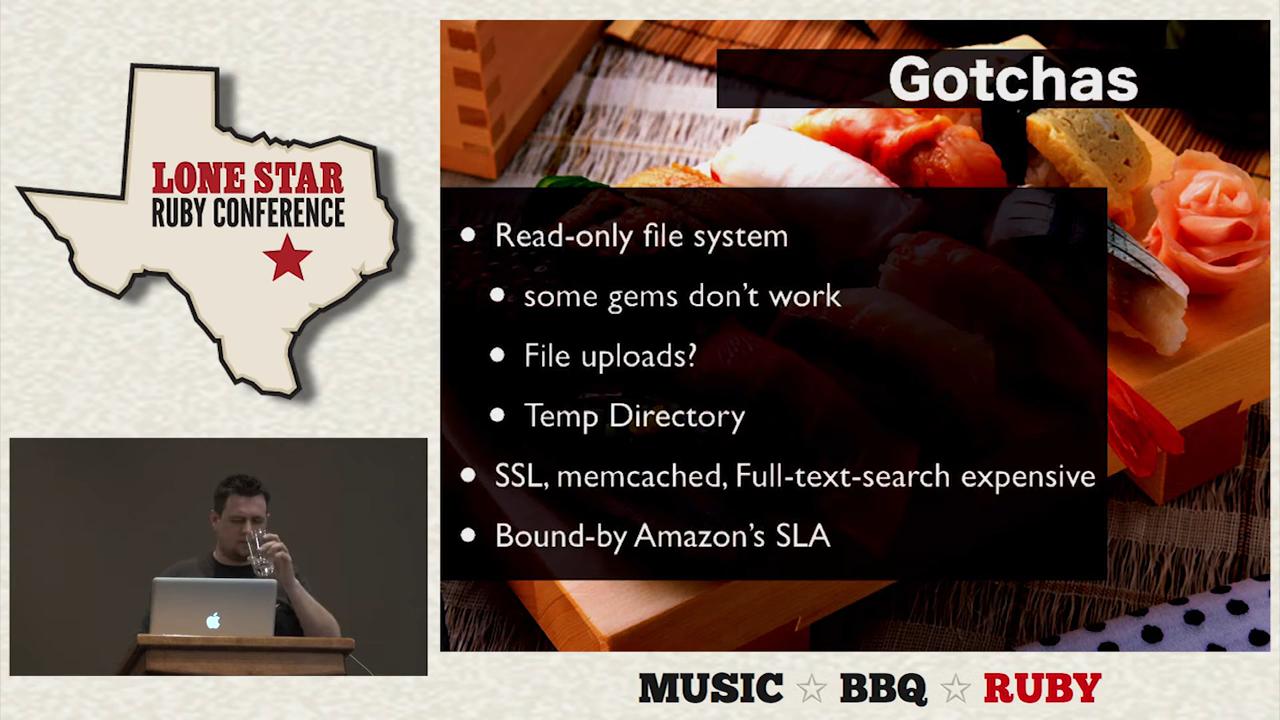 LONE STAR
RUBY CONFERENCE
Gotchas
Read-only file system
some gems don't work
File uploads?
Temp Directory
SSL, memcached, Full-text-search expensive
Bound-by Amazon's SLA
MUSIC ☆ BBQ ☆ RUBY